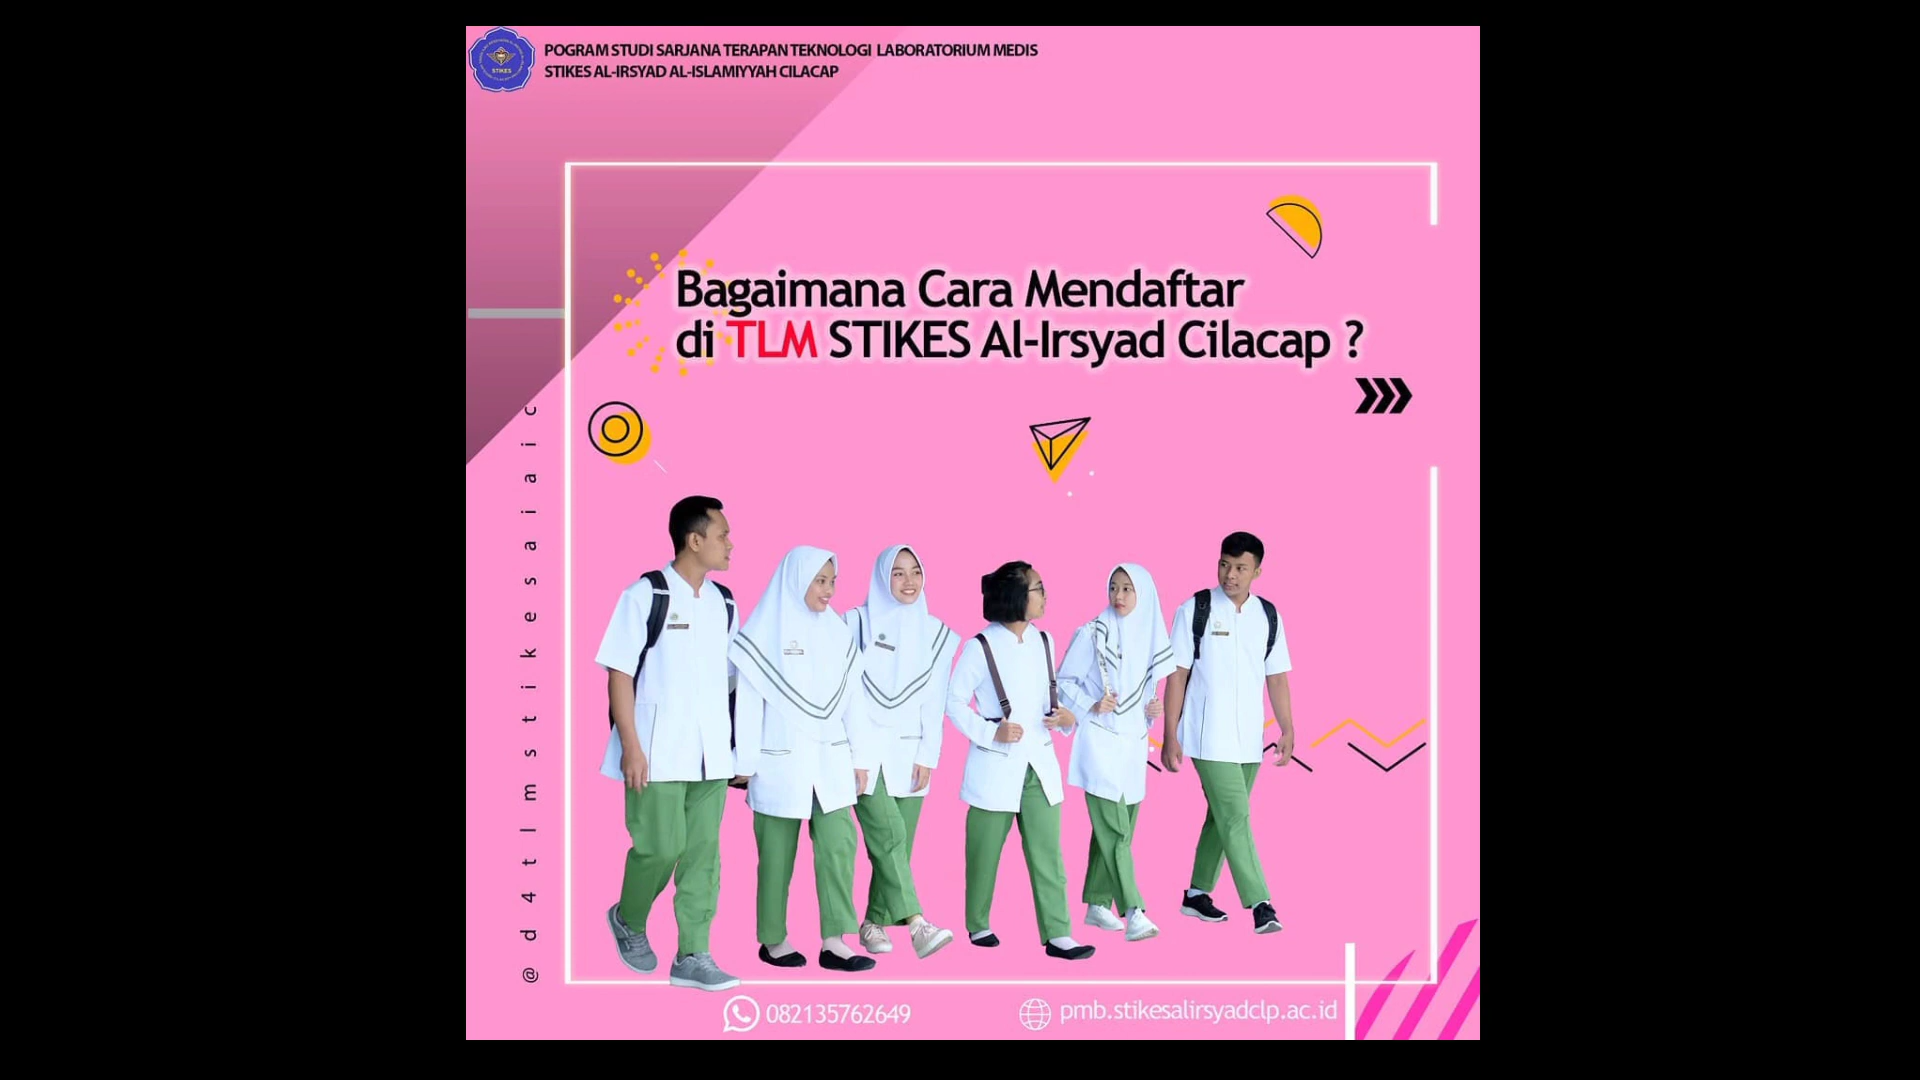 POGRAM STUDI SARJANA TERAPAN TEKNOLOGI LABORATORIUM MEDIS
STIKES AL-IRSYAD AL-ISLAMIYYAH CILACAP
STIKES
Bagaimana Cara Mendaftar
di TLM STIKES Al-Irsyad Cilacap ?
@d4tlmstikesaiaic
082135762649
pmb.stikesalirsyadclp.ac.id